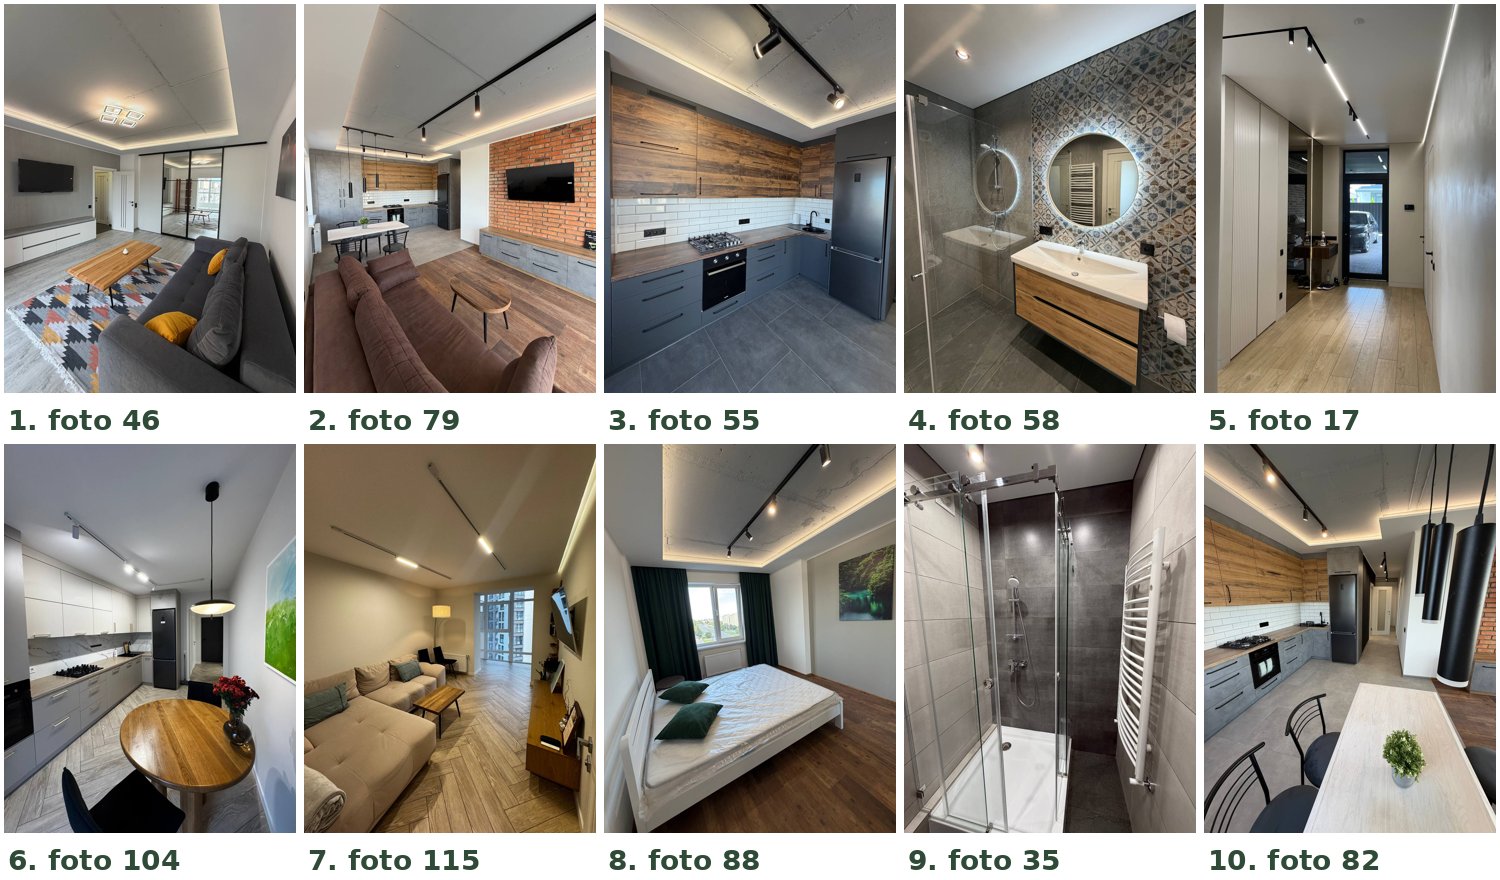 1. foto 46
2. foto 79
3. foto 55
4. foto 58
5. foto 17
6. foto 104
7. foto 115
8. foto 88
9. foto 35
10. foto 82